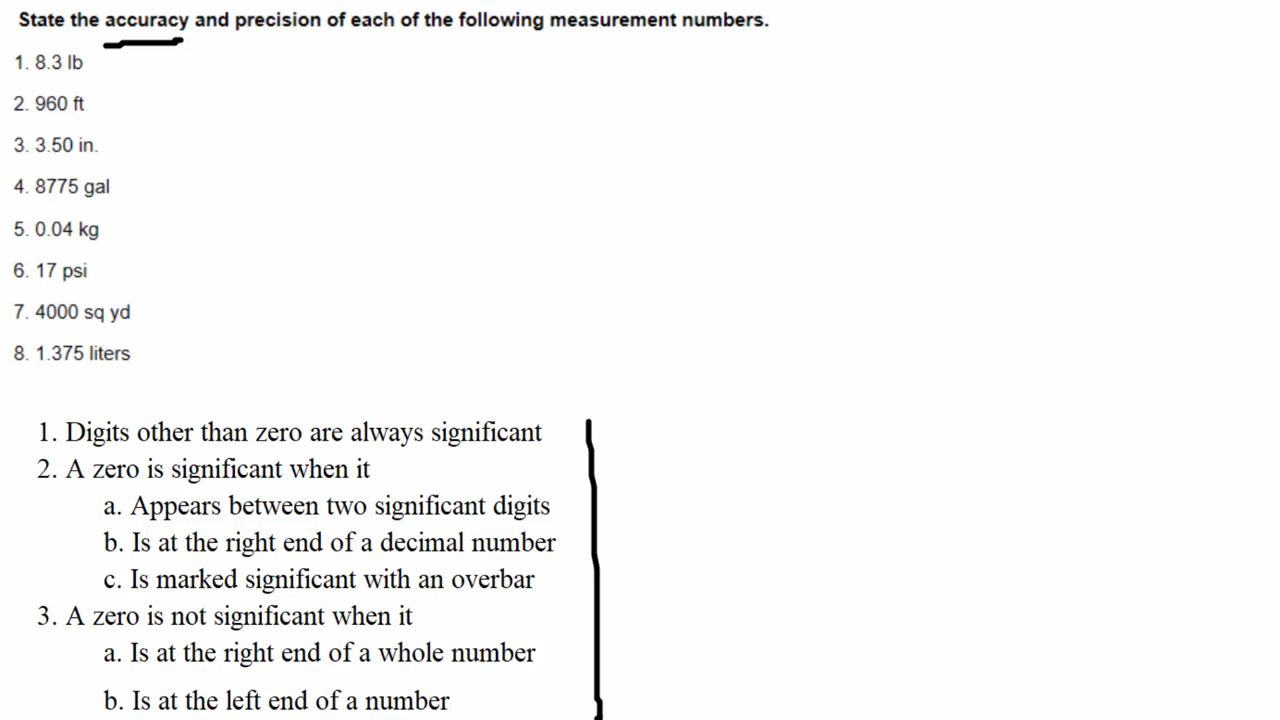 State the accuracy and precision of each of the following measurement numbers.
1. 8.3 lb
2. 960 ft
3. 3.50 in.
4. 8775 gal
5. 0.04 kg
6. 17 psi
7. 4000 sq yd
8. 1.375 liters
1. Digits other than zero are always significant
2. A zero is significant when it
a. Appears between two significant digits
b. Is at the right end of a decimal number
c. Is marked significant with an overbar
3. A zero is not significant when it
a. Is at the right end of a whole number
b. Is at the left end of a number